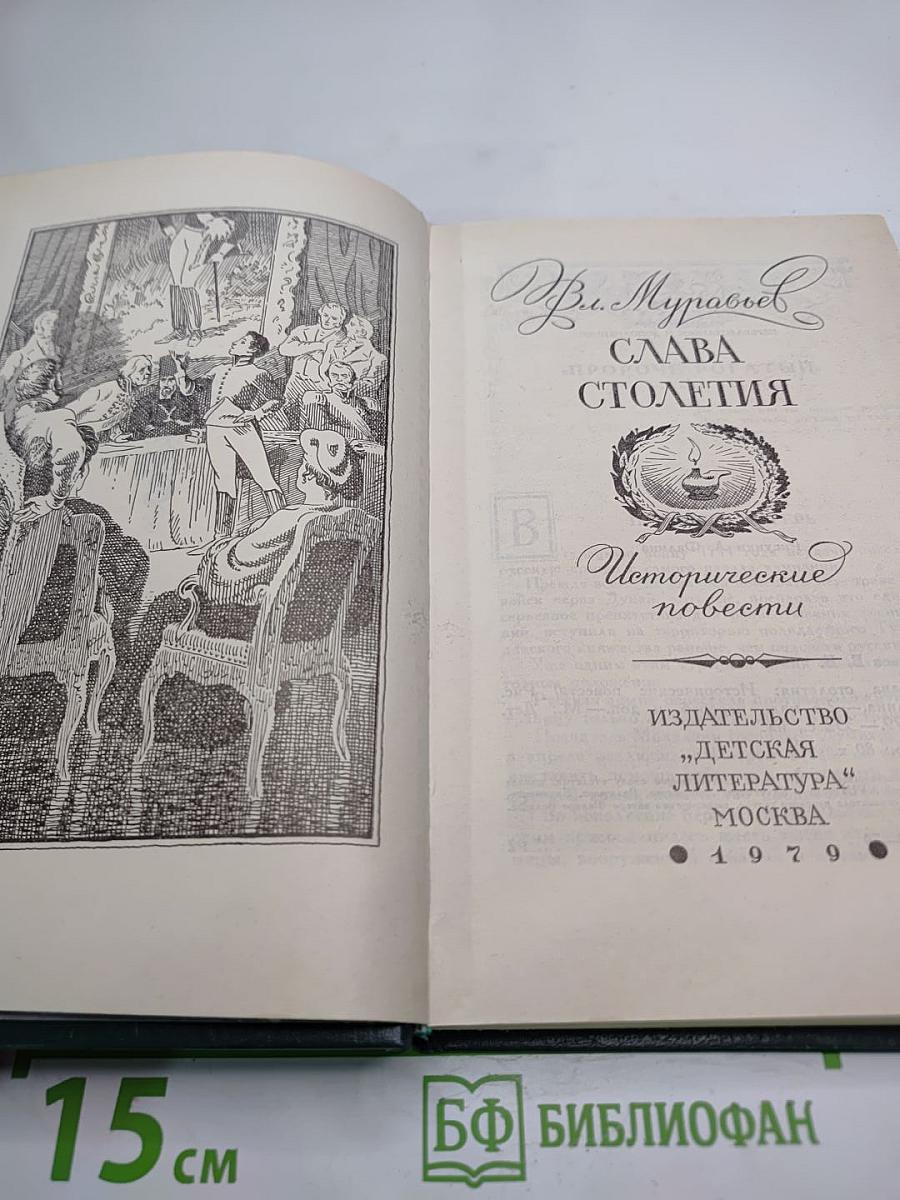 Вл. Муравьев
СЛАВА
СТОЛЕТИЯ
Исторические
повести
ИЗДАТЕЛЬСТВО
„ДЕТСКАЯ
ЛИТЕРАТУРА“
МОСКВА
1979
15 см
БФ БИБЛИОФАН